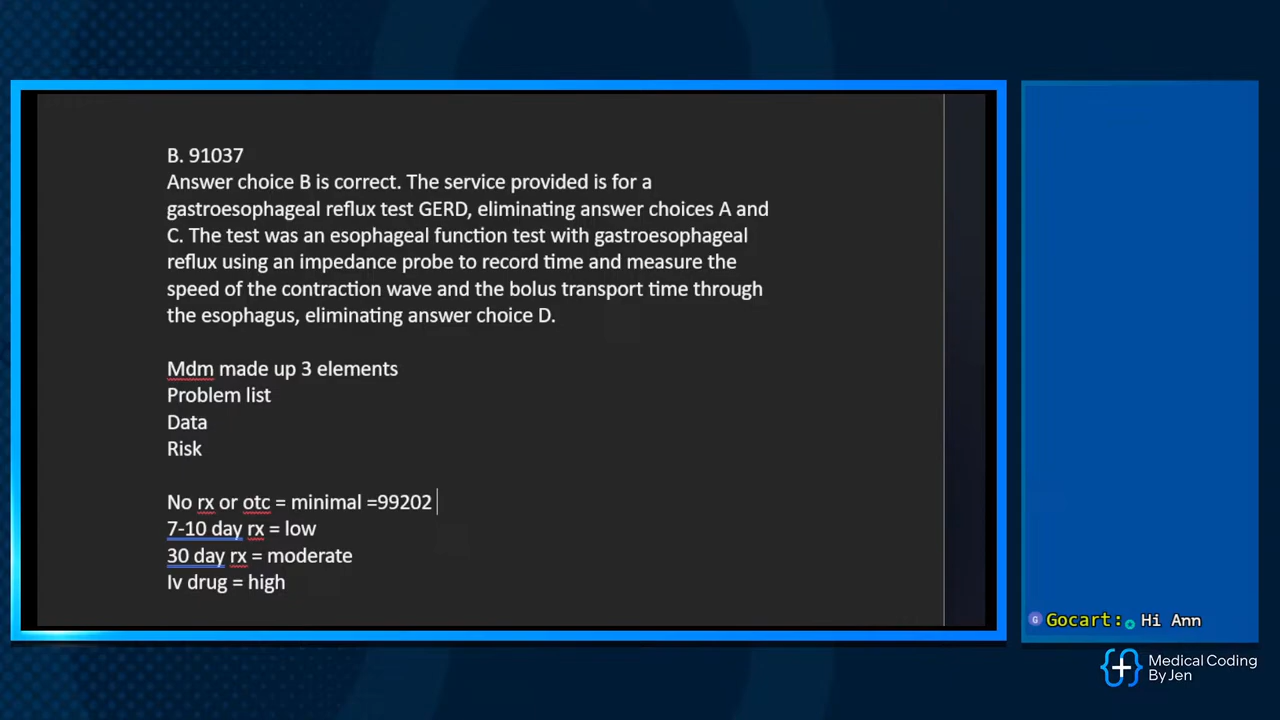 B. 91037
Answer choice B is correct. The service provided is for a
gastroesophageal reflux test GERD, eliminating answer choices A and
C. The test was an esophageal function test with gastroesophageal
reflux using an impedance probe to record time and measure the
speed of the contraction wave and the bolus transport time through
the esophagus, eliminating answer choice D.
Mdm made up 3 elements
Problem list
Data
Risk
No rx or otc = minimal =99202
7-10 day rx = low
30 day rx = moderate
Iv drug = high
G Gocart: Hi Ann
Medical Coding
By Jen